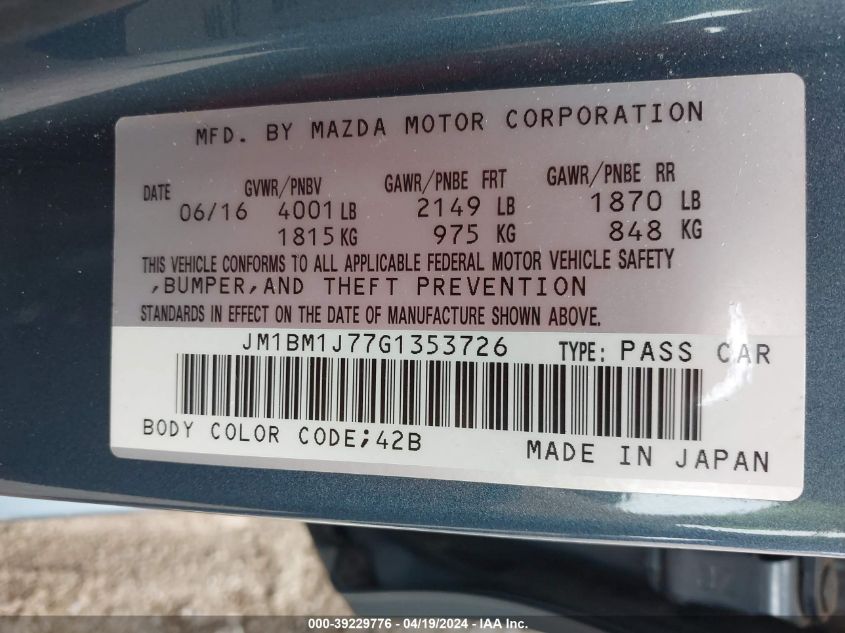 MFD. BY MAZDA MOTOR CORPORATION
DATE GVWR/PNBV GAWR/PNBE FRT GAWR/PNBE RR
06/16 4001 LB 2149 LB 1870 LB
1815 KG 975 KG 848 KG
THIS VEHICLE CONFORMS TO ALL APPLICABLE FEDERAL MOTOR VEHICLE SAFETY
,BUMPER,AND THEFT PREVENTION
STANDARDS IN EFFECT ON THE DATE OF MANUFACTURE SHOWN ABOVE.
JM1BM1J77G1353726 TYPE: PASS CAR
BODY COLOR CODE;42B MADE IN JAPAN
000-39229776 - 04/19/2024 - IAA Inc.